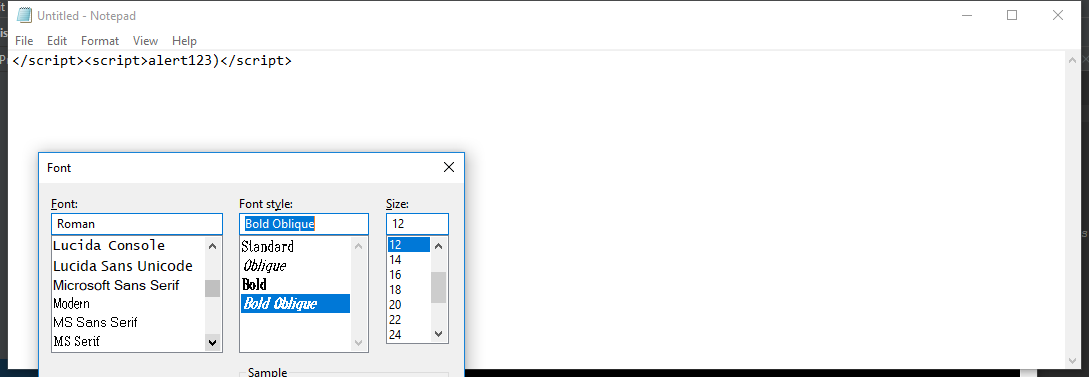 Untitled - Notepad
File Edit Format View Help
</script><script>alert123)</script>
Font
Font: Font style: Size:
Roman Bold Oblique 12
Lucida Console Standard 12
Lucida Sans Unicode Oblique 14
Microsoft Sans Serif Bold 16
Modern Bold Oblique 18
MS Sans Serif 20
MS Serif 22
24
Sample